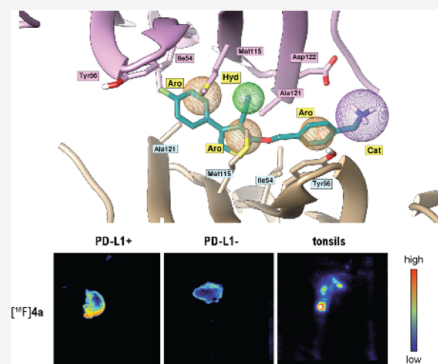 Met115
Asp122
Ile54
Tyr56
Aro
Hyd
Ala121
Aro
Ala121
Aro
Cat
Met115
Ile54
Tyr56
PD-L1+ PD-L1- tonsils
high
[¹⁸F]4a
low